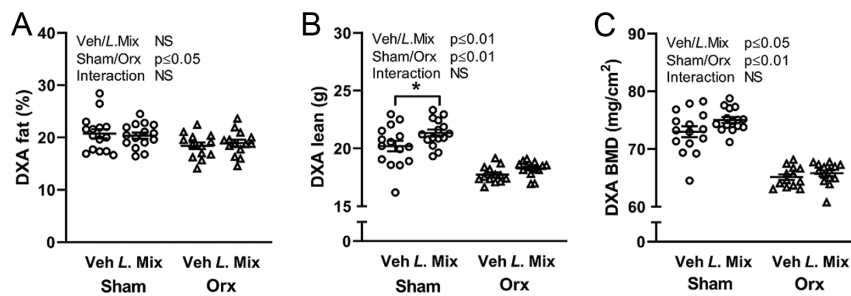 A
Veh/L.Mix NS
Sham/Orx p≤0.05
Interaction NS
DXA fat (%)
40
30
20
10
0
Veh L. Mix Veh L. Mix
Sham Orx
B
Veh/L.Mix p≤0.01
Sham/Orx p≤0.01
Interaction NS
*
DXA lean (g)
30
25
20
15
0
Veh L. Mix Veh L. Mix
Sham Orx
C
Veh/L.Mix p≤0.05
Sham/Orx p≤0.01
Interaction NS
DXA BMD (mg/cm²)
90
80
70
60
0
Veh L. Mix Veh L. Mix
Sham Orx